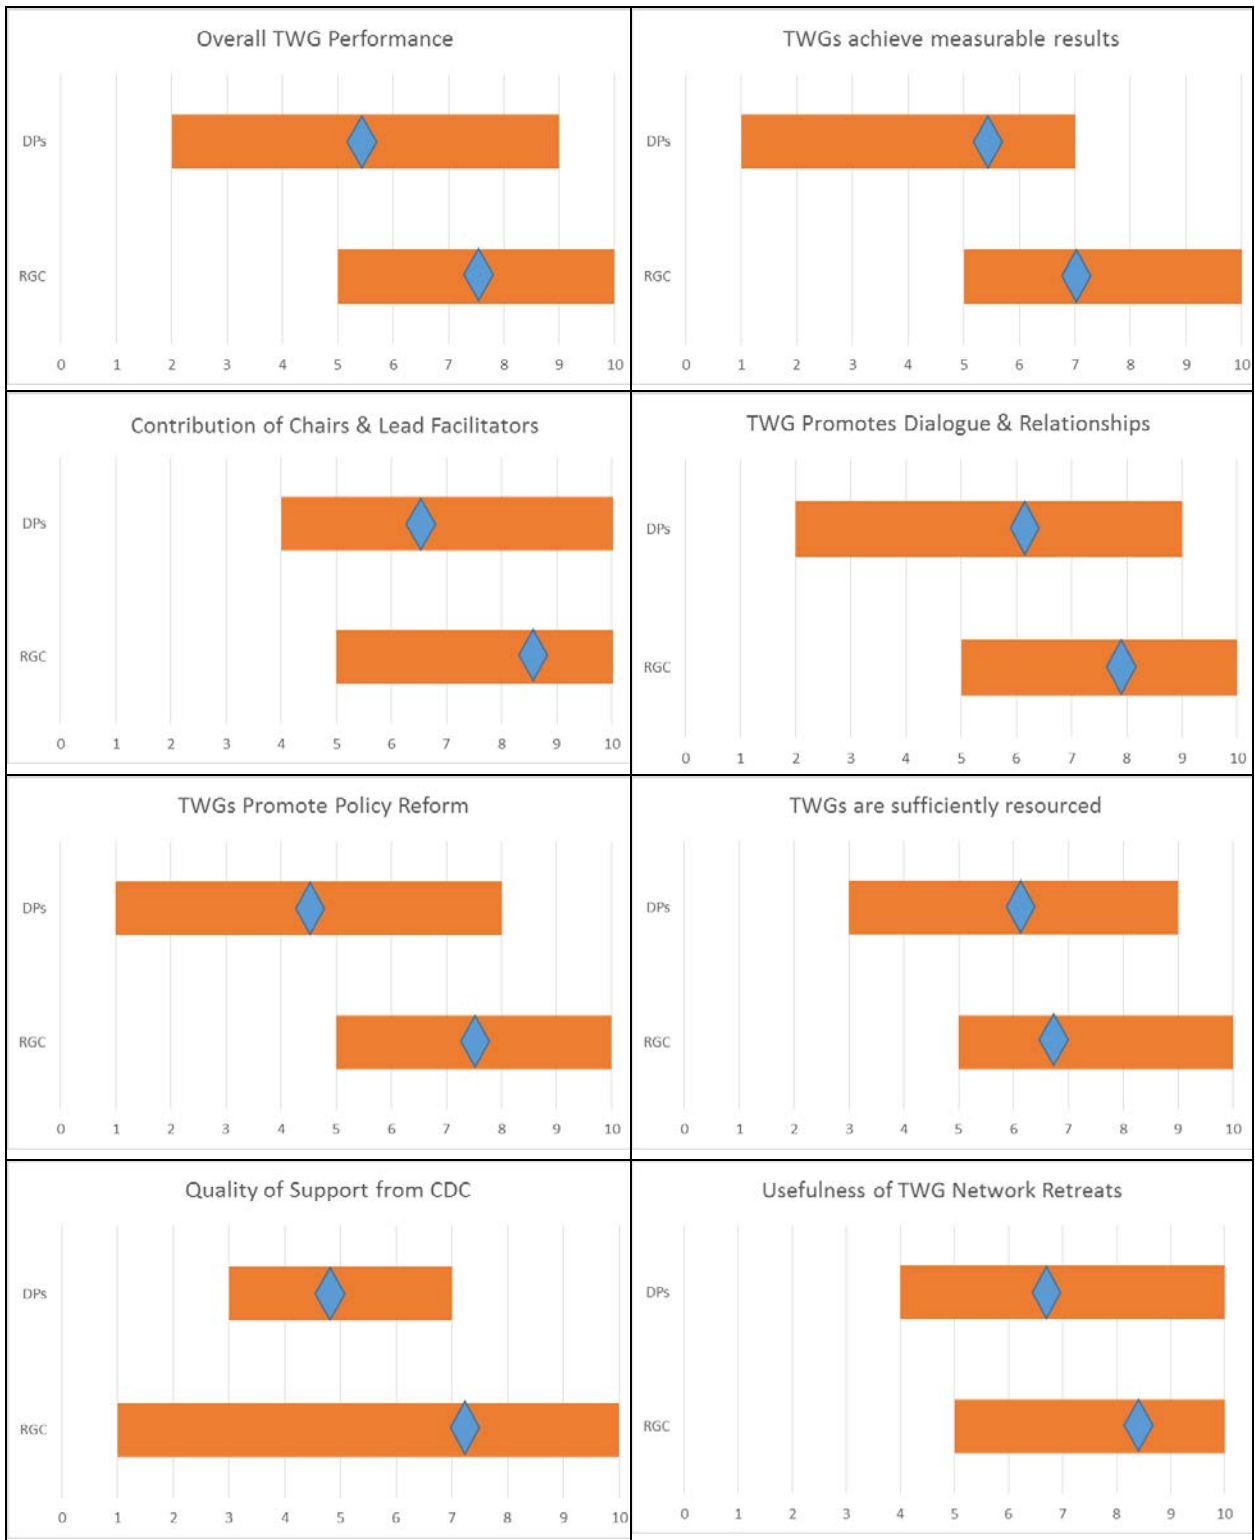 Overall TWG Performance
DPs
RGC
0 1 2 3 4 5 6 7 8 9 10
TWGs achieve measurable results
DPs
RGC
0 1 2 3 4 5 6 7 8 9 10
Contribution of Chairs & Lead Facilitators
DPs
RGC
0 1 2 3 4 5 6 7 8 9 10
TWG Promotes Dialogue & Relationships
DPs
RGC
0 1 2 3 4 5 6 7 8 9 10
TWGs Promote Policy Reform
DPs
RGC
0 1 2 3 4 5 6 7 8 9 10
TWGs are sufficiently resourced
DPs
RGC
0 1 2 3 4 5 6 7 8 9 10
Quality of Support from CDC
DPs
RGC
0 1 2 3 4 5 6 7 8 9 10
Usefulness of TWG Network Retreats
DPs
RGC
0 1 2 3 4 5 6 7 8 9 10